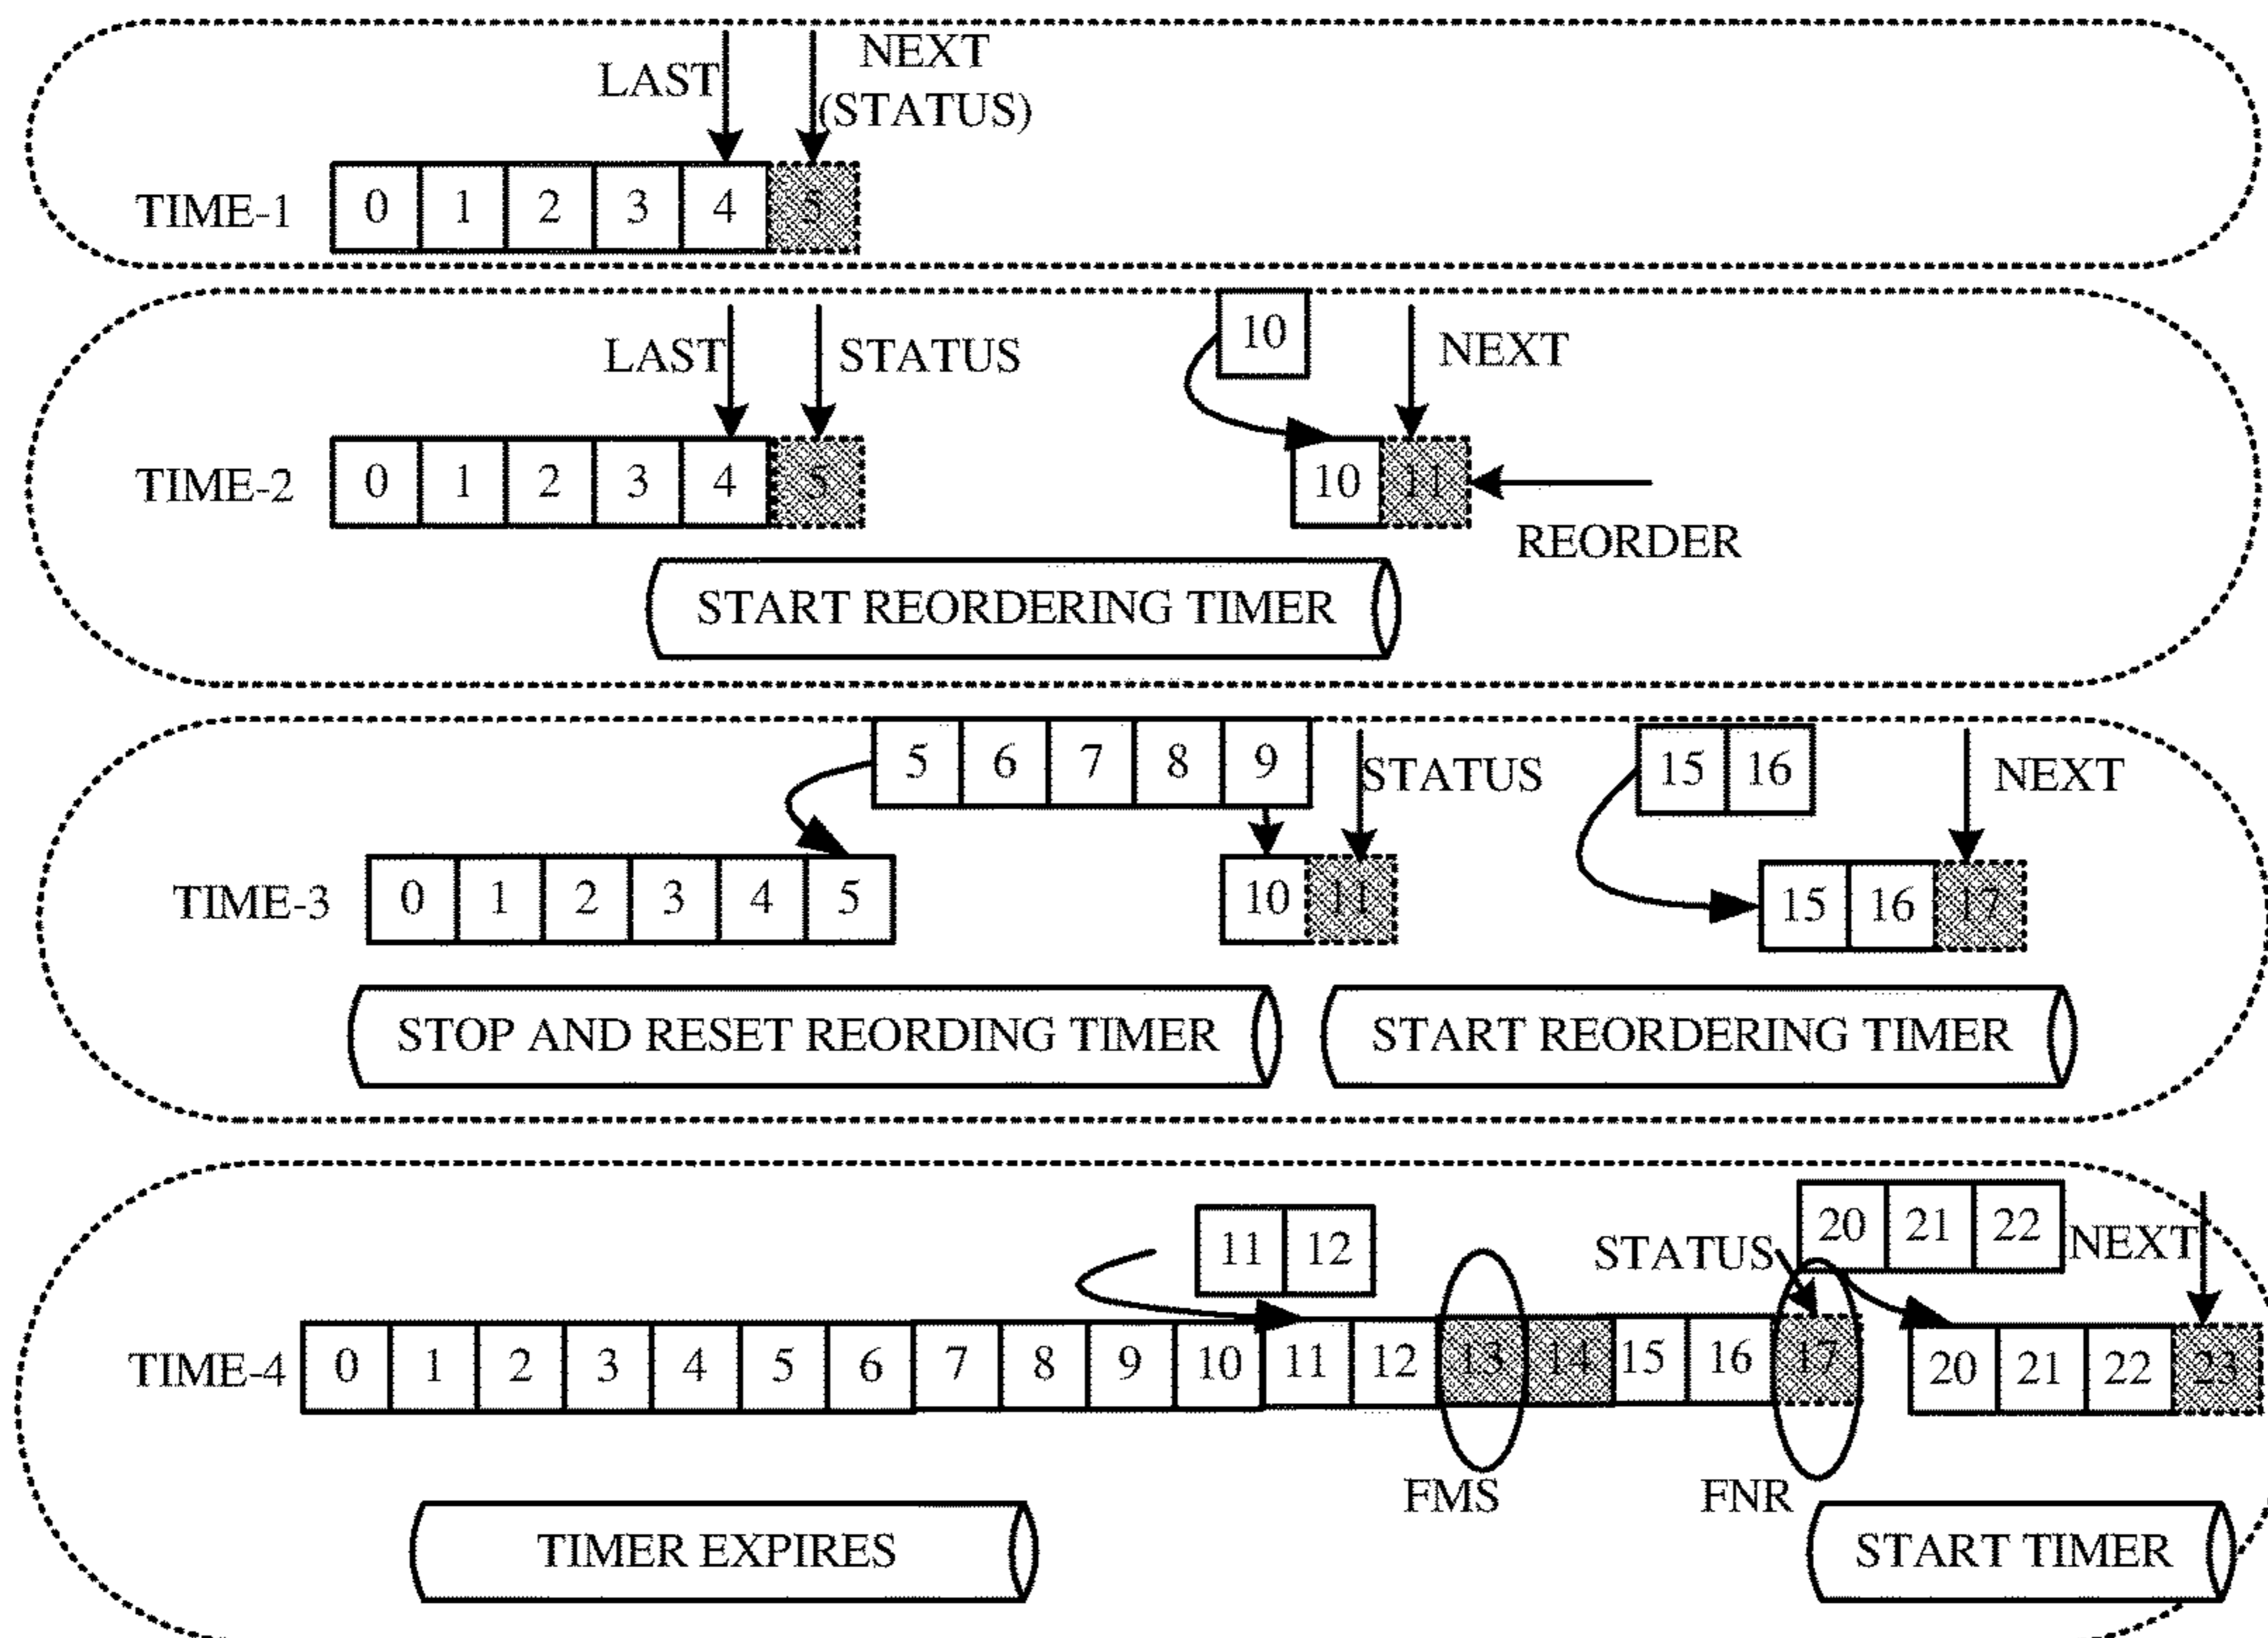 LAST NEXT
(STATUS)
TIME-1 0 1 2 3 4 5
LAST STATUS 10 NEXT
TIME-2 0 1 2 3 4 5 10 11
REORDER
START REORDERING TIMER
5 6 7 8 9 STATUS 15 16 NEXT
TIME-3 0 1 2 3 4 5 10 11 15 16 17
STOP AND RESET REORDING TIMER START REORDERING TIMER
11 12 STATUS 20 21 22 NEXT
TIME-4 0 1 2 3 4 5 6 7 8 9 10 11 12 13 14 15 16 17 20 21 22 23
FMS FNR
TIMER EXPIRES START TIMER